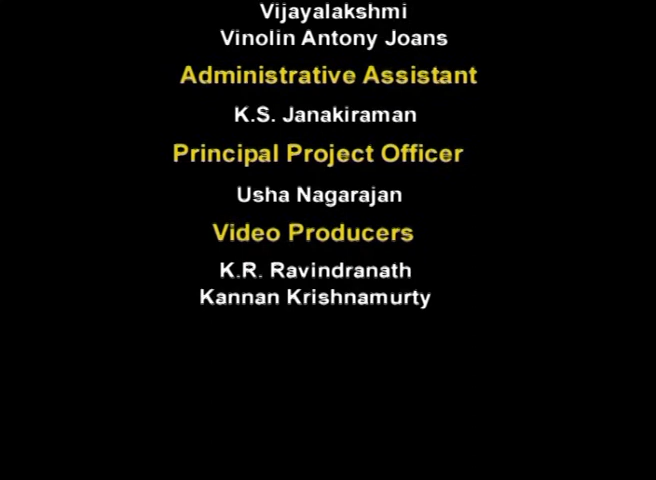 Vijayalakshmi
Vinolin Antony Joans
Administrative Assistant
K.S. Janakiraman
Principal Project Officer
Usha Nagarajan
Video Producers
K.R. Ravindranath
Kannan Krishnamurty